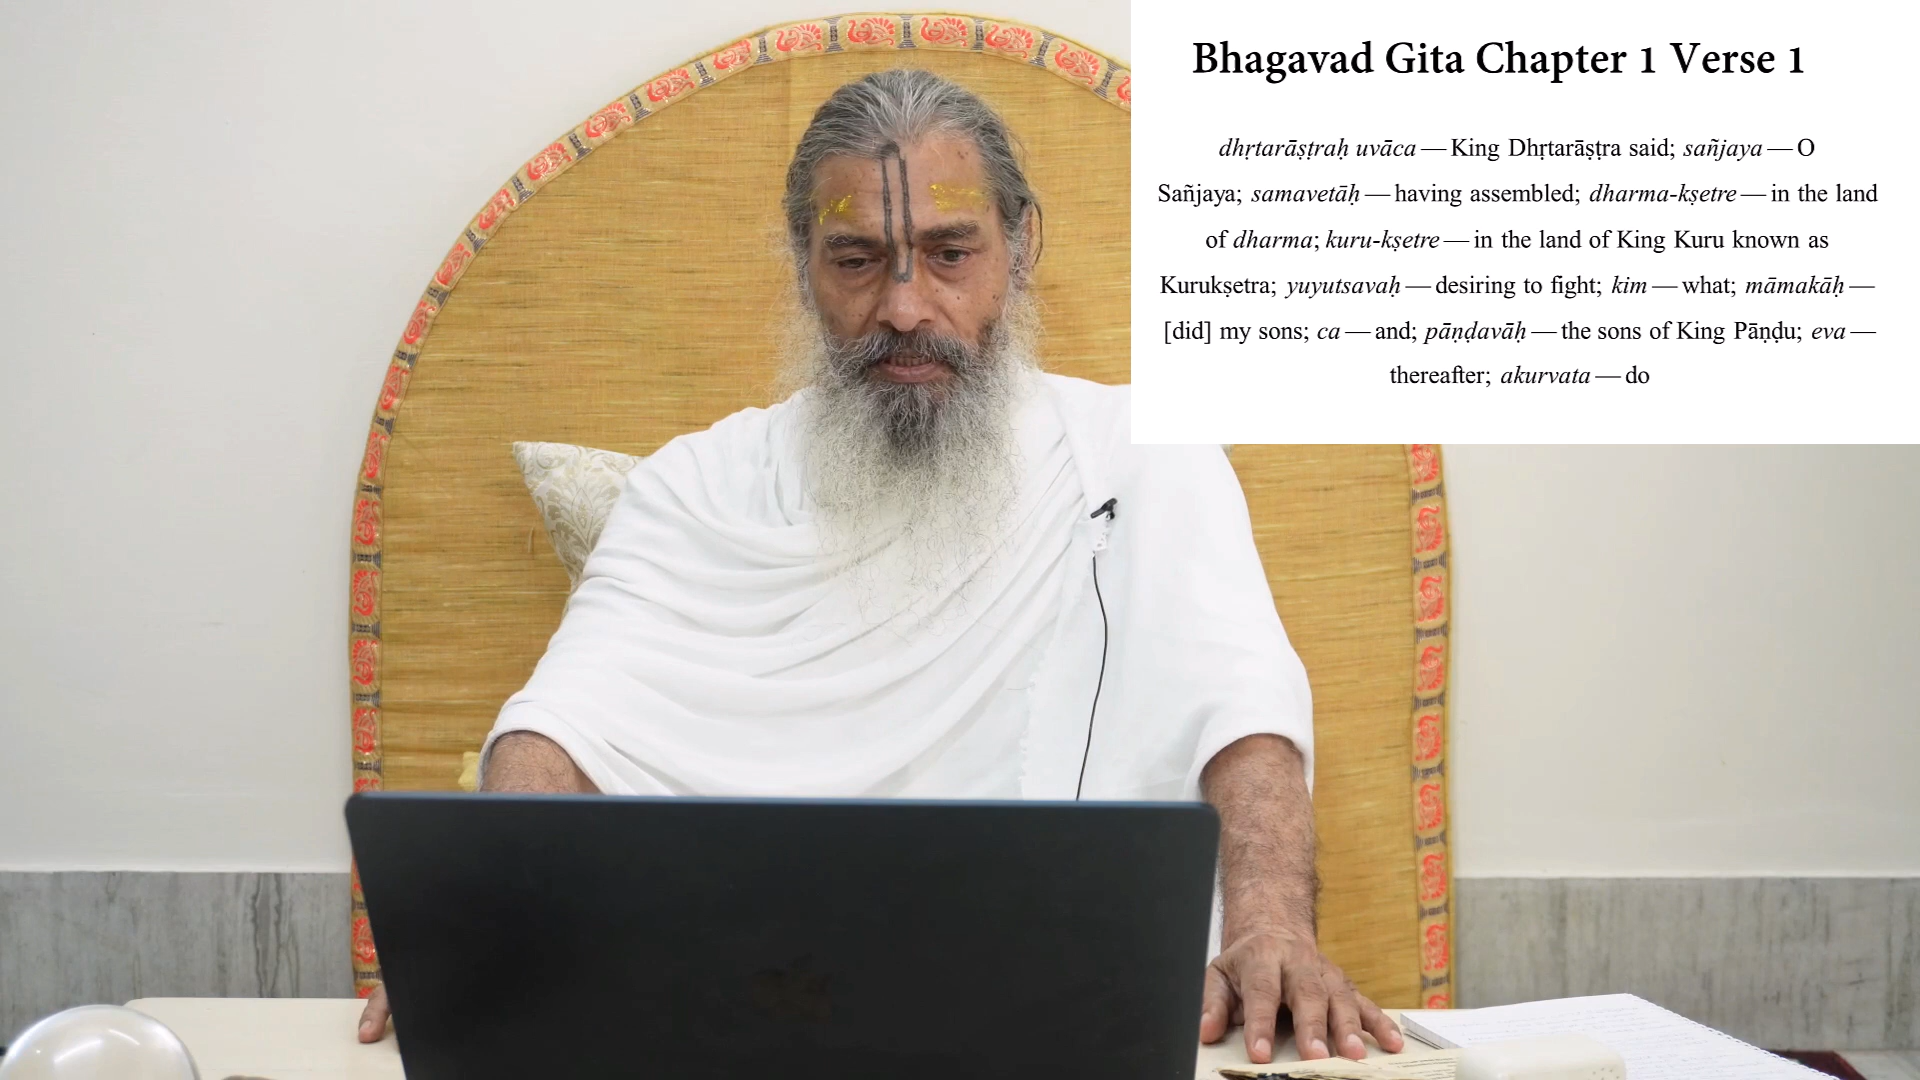 Bhagavad Gita Chapter 1 Verse 1
dhṛtarāṣṭraḥ uvāca — King Dhṛtarāṣṭra said; sañjaya — O
Sañjaya; samavetāḥ — having assembled; dharma-kṣetre — in the land
of dharma; kuru-kṣetre — in the land of King Kuru known as
Kurukṣetra; yuyutsavaḥ — desiring to fight; kim — what; māmakāḥ —
[did] my sons; ca — and; pāṇḍavāḥ — the sons of King Pāṇḍu; eva —
thereafter; akurvata — do